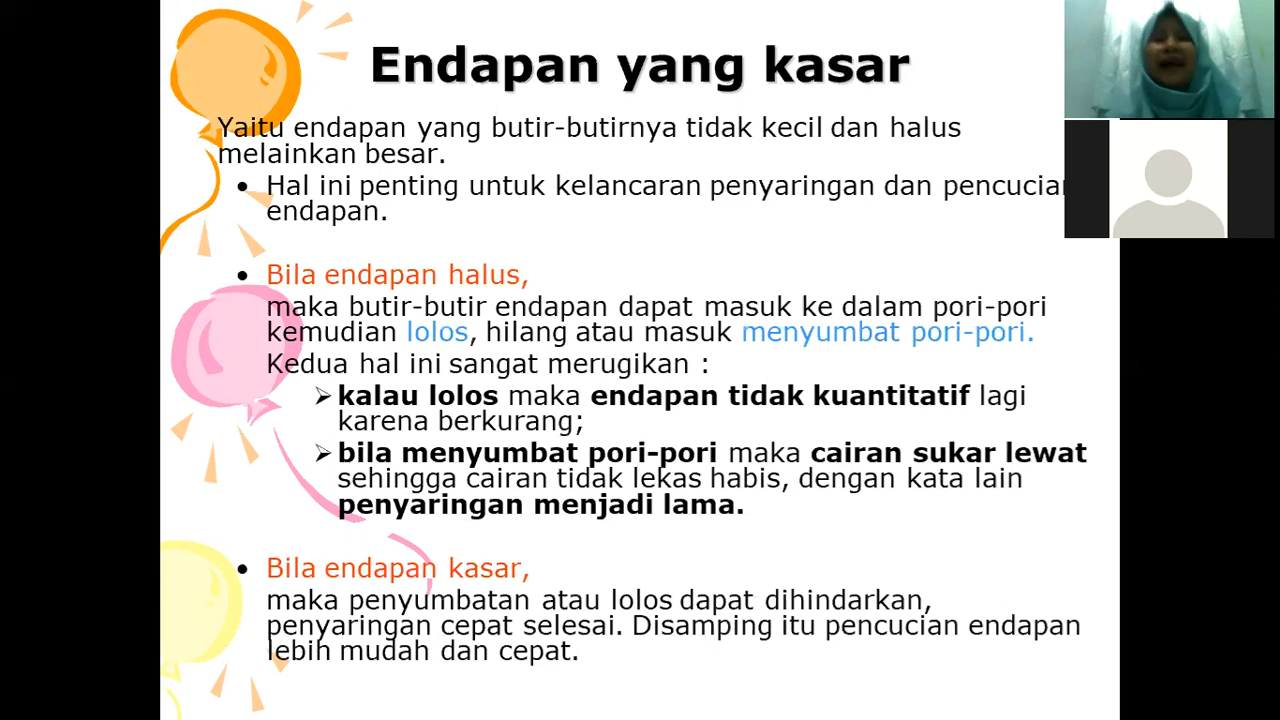 Endapan yang kasar
Yaitu endapan yang butir-butirnya tidak kecil dan halus
melainkan besar.
• Hal ini penting untuk kelancaran penyaringan dan pencucian
endapan.
• Bila endapan halus,
maka butir-butir endapan dapat masuk ke dalam pori-pori
kemudian lolos, hilang atau masuk menyumbat pori-pori.
Kedua hal ini sangat merugikan :
➢ kalau lolos maka endapan tidak kuantitatif lagi
karena berkurang;
➢ bila menyumbat pori-pori maka cairan sukar lewat
sehingga cairan tidak lekas habis, dengan kata lain
penyaringan menjadi lama.
• Bila endapan kasar,
maka penyumbatan atau lolos dapat dihindarkan,
penyaringan cepat selesai. Disamping itu pencucian endapan
lebih mudah dan cepat.